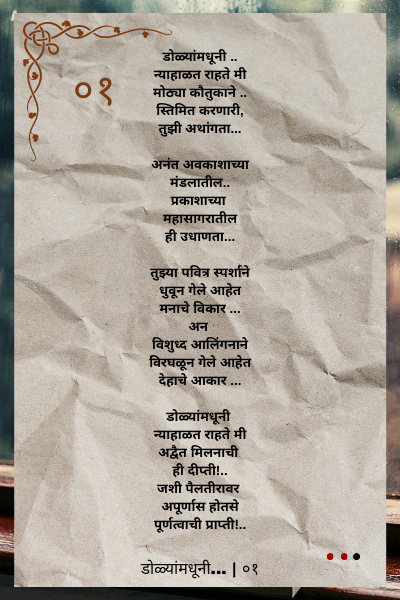 ०१
डोळ्यांमधूनी ..
न्याहाळत राहते मी
मोठ्या कौतुकाने ..
स्तिमित करणारी,
तुझी अथांगता...
अनंत अवकाशाच्या
मंडलातील..
प्रकाशाच्या
महासागरातील
ही उधाणता...
तुझ्या पवित्र स्पर्शाने
धुवून गेले आहेत
मनाचे विकार ...
अन
विशुध्द आलिंगनाने
विरघळून गेले आहेत
देहाचे आकार ...
डोळ्यांमधूनी
न्याहाळत राहते मी
अद्वैत मिलनाची
ही दीप्ती!..
जशी पैलतीरावर
अपूर्णास होतसे
पूर्णत्वाची प्राप्ती!..
डोळ्यांमधूनी... | ०१